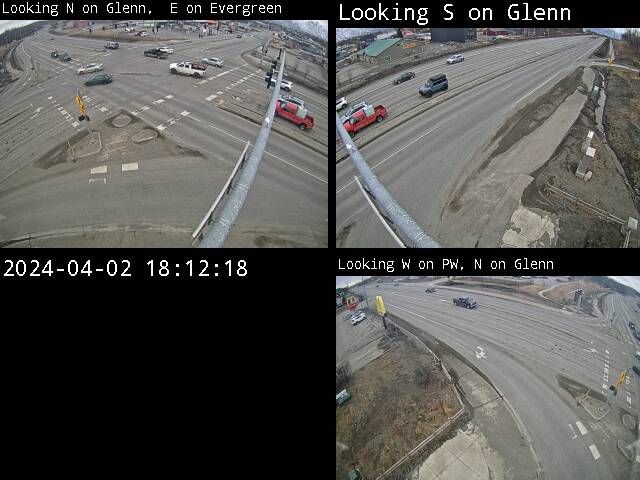 Looking N on Glenn,  E on Evergreen
Looking S on Glenn
2024-04-02 18:12:18
Looking W on PW, N on Glenn